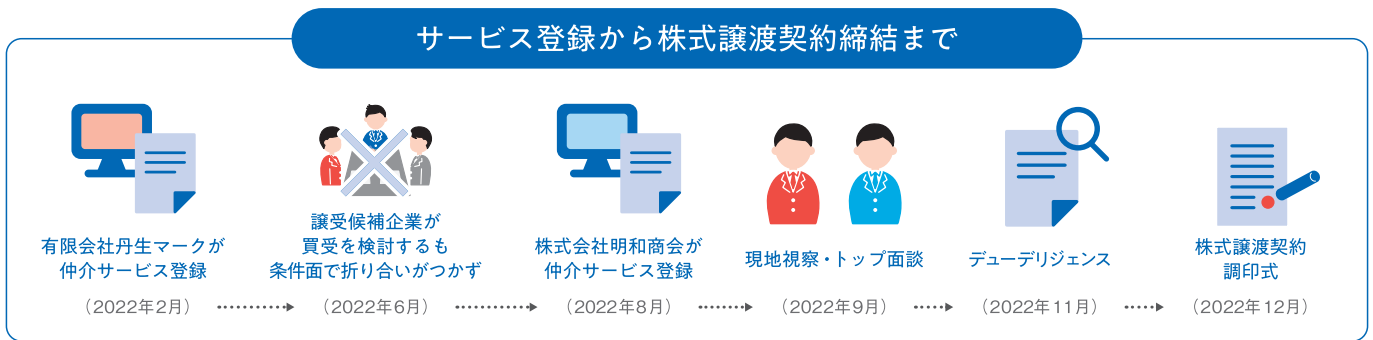 サービス登録から株式譲渡契約締結まで
有限会社丹生マークが
仲介サービス登録
(2022年2月)
譲受候補企業が
買受を検討するも
条件面で折り合いがつかず
(2022年6月)
株式会社明和商会が
仲介サービス登録
(2022年8月)
現地視察・トップ面談
(2022年9月)
デューデリジェンス
(2022年11月)
株式譲渡契約
調印式
(2022年12月)